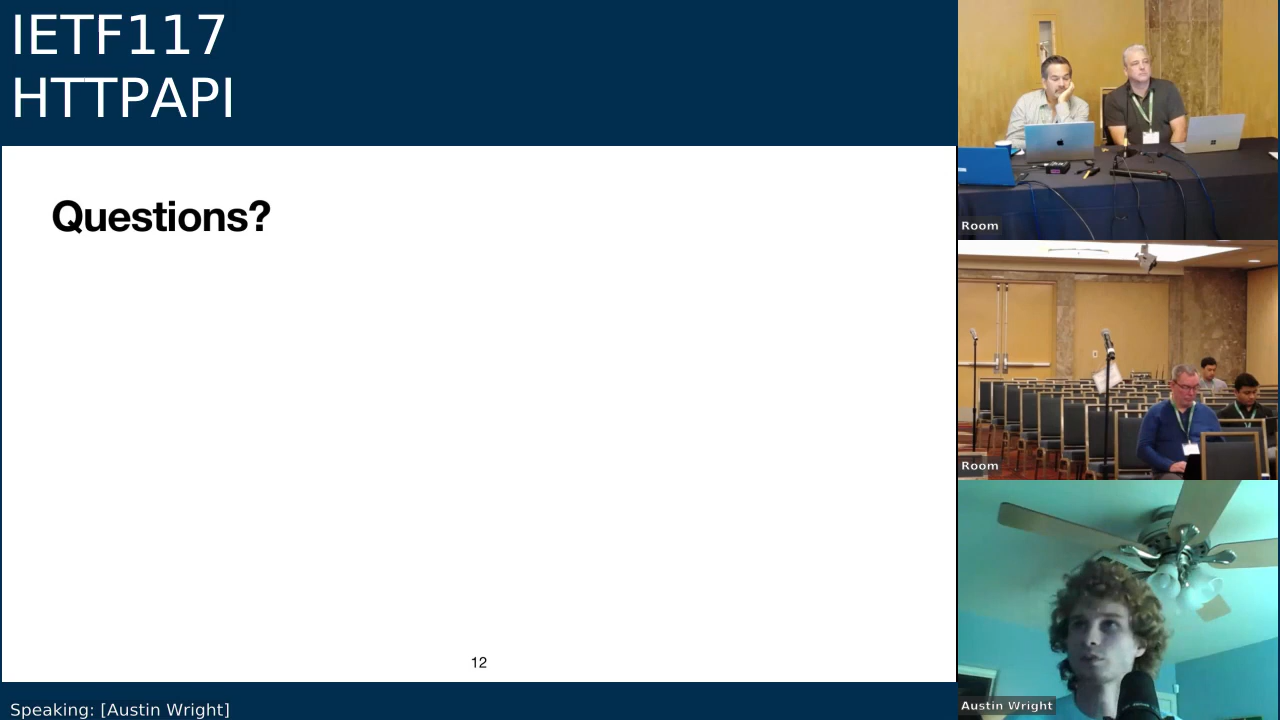 IETF117
HTTPAPI
Questions?
12
Speaking: [Austin Wright]
Room
Room
Austin Wright